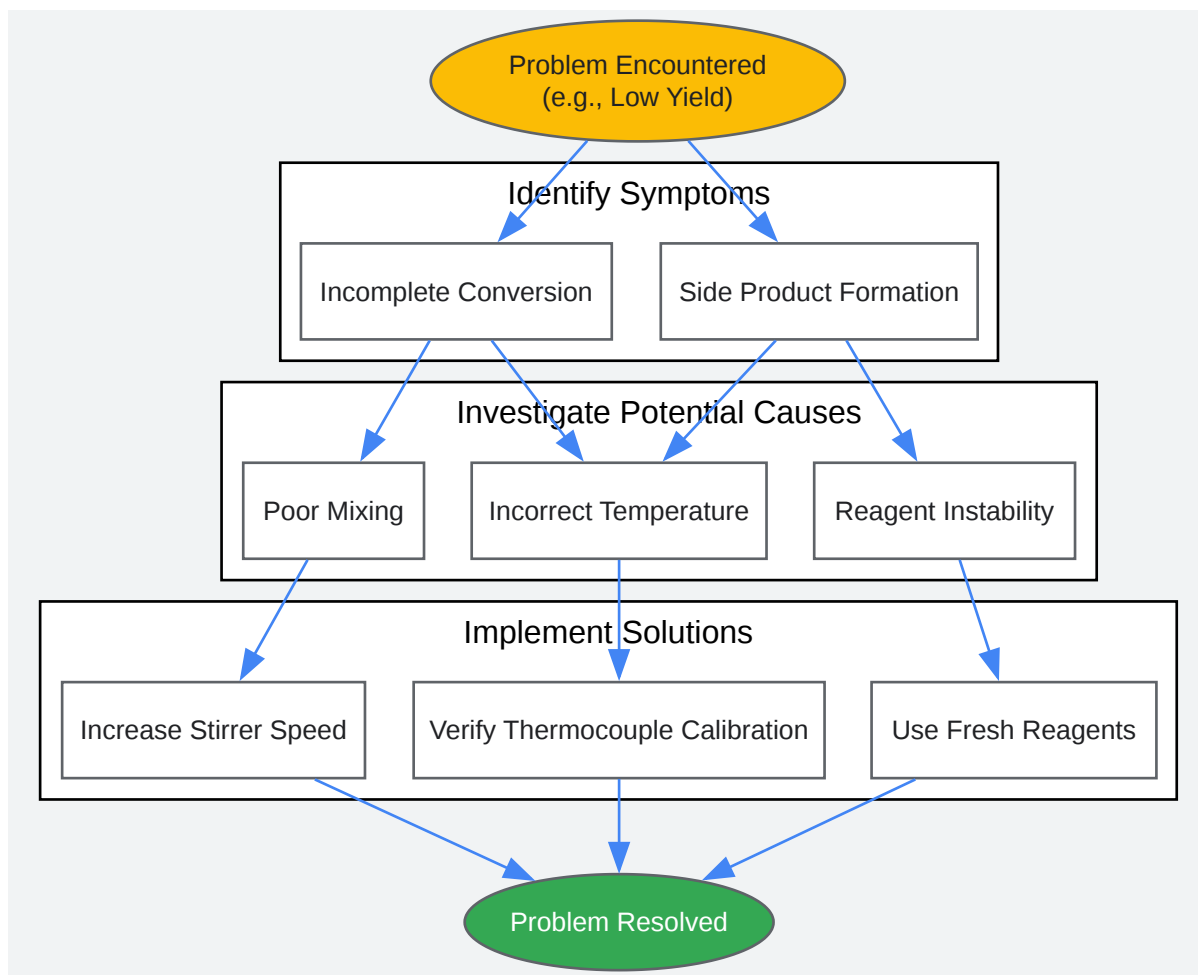 Problem Encountered
(e.g., Low Yield)
Identify Symptoms
Incomplete Conversion
Side Product Formation
Investigate Potential Causes
Poor Mixing
Incorrect Temperature
Reagent Instability
Implement Solutions
Increase Stirrer Speed
Verify Thermocouple Calibration
Use Fresh Reagents
Problem Resolved